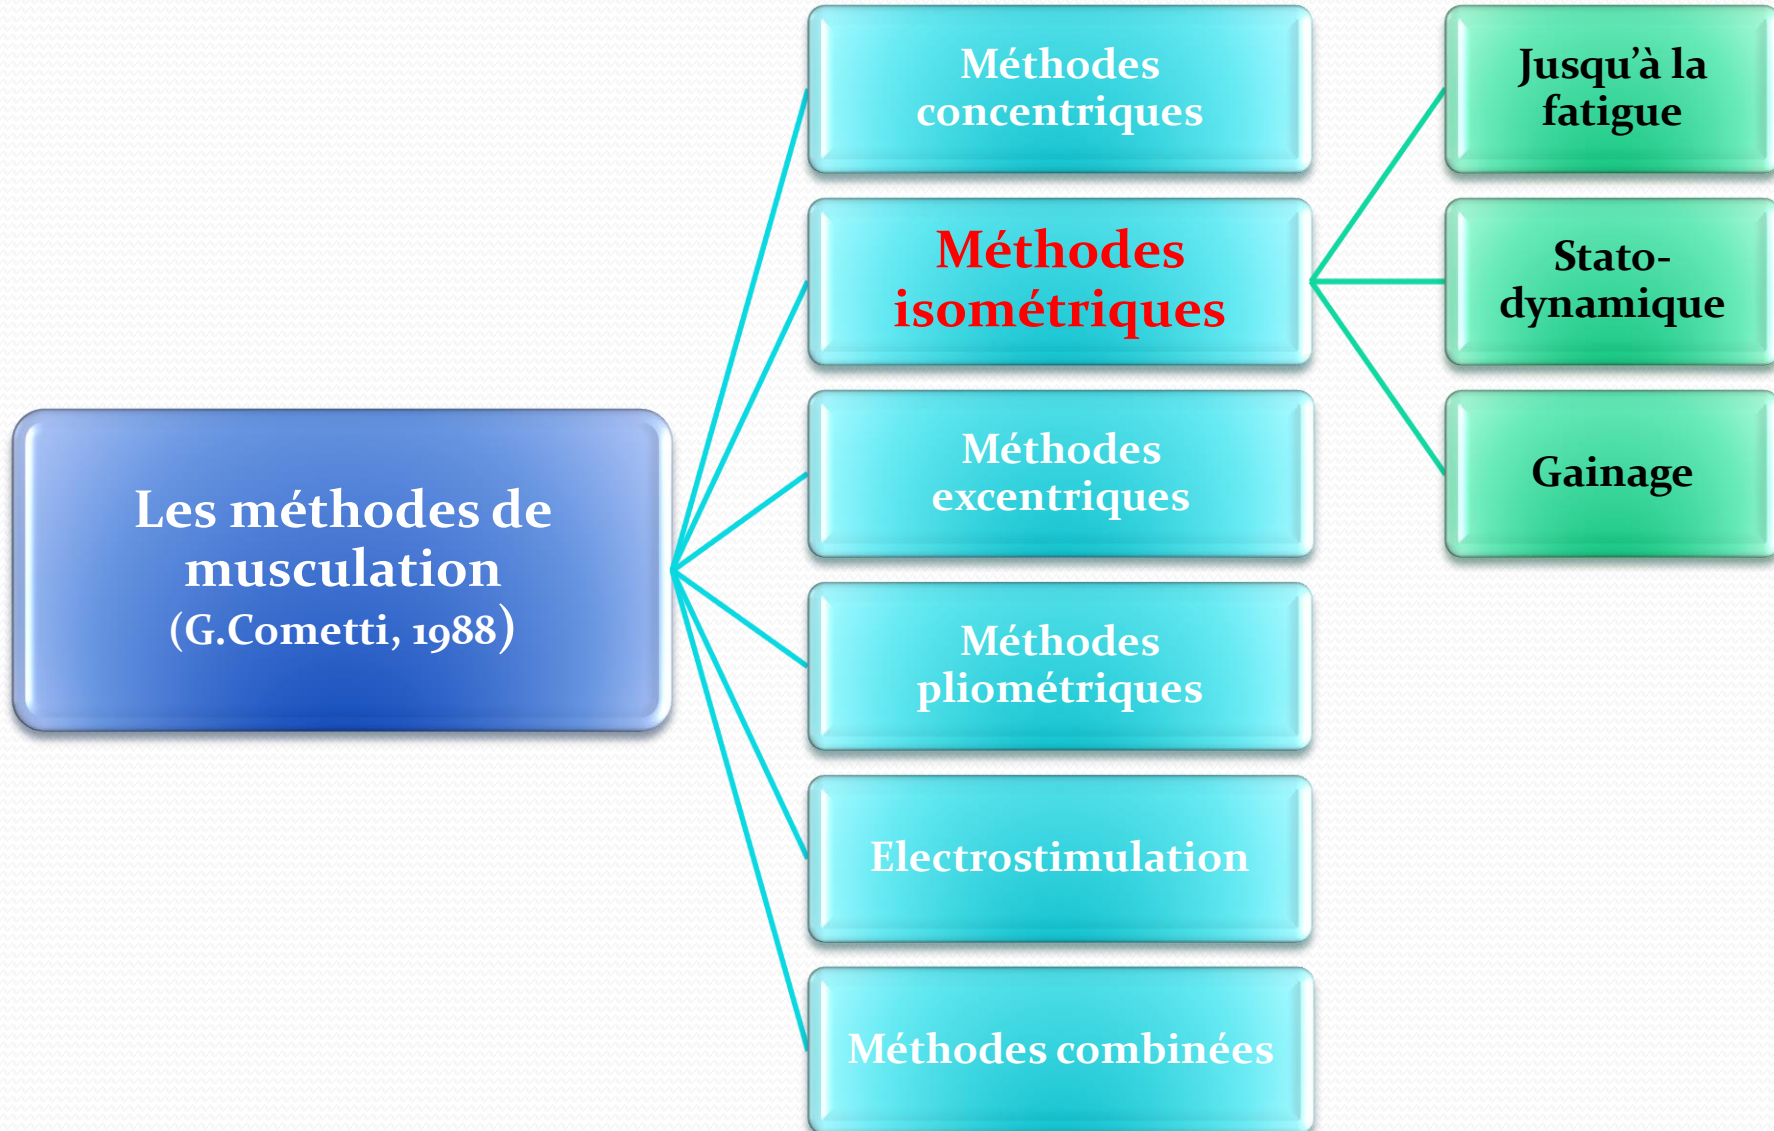 Méthodes
concentriques
Jusqu’à la
fatigue
Méthodes
isométriques
Stato-
dynamique
Méthodes
excentriques
Gainage
Les méthodes de
musculation
(G.Cometti, 1988)
Méthodes
pliométriques
Electrostimulation
Méthodes combinées